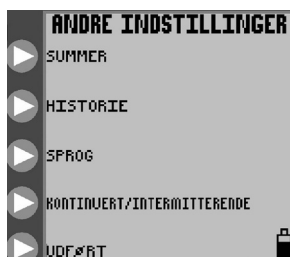 ANDRE INDSTILLINGER
SUMMER
HISTORIE
SPROG
KONTINUERT/INTERMITTERENDE
UDFØRT